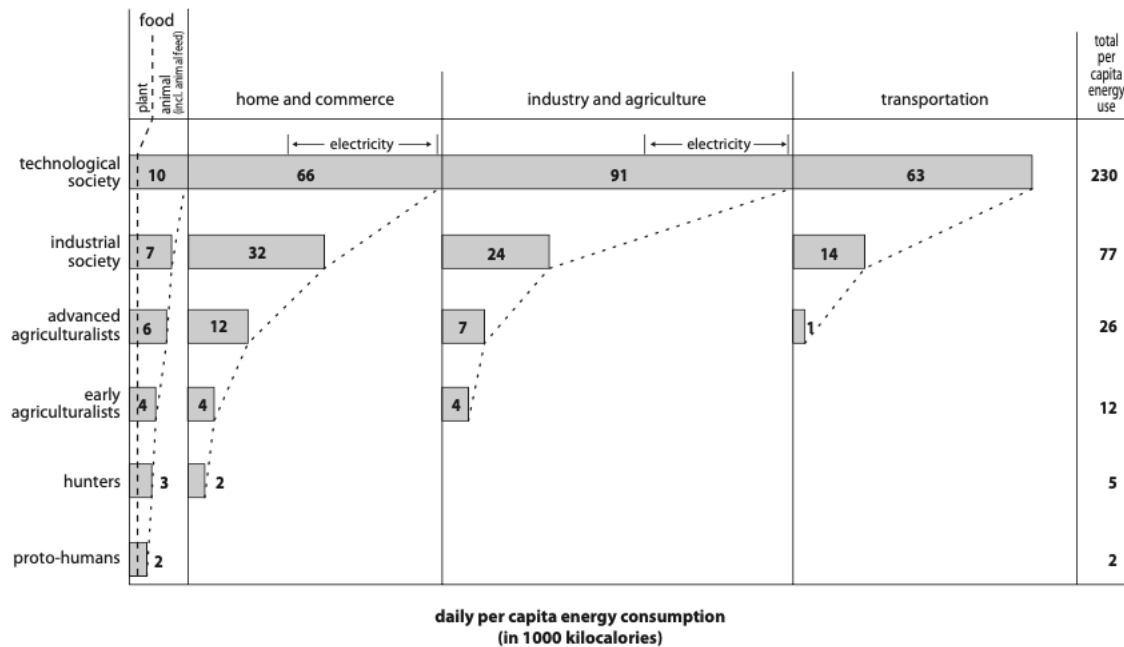 food
plant
animal
(incl. animal feed)
home and commerce
industry and agriculture
transportation
total
per
capita
energy
use
electricity
electricity
technological
society
10
66
91
63
230
industrial
society
7
32
24
14
77
advanced
agriculturalists
6
12
7
1
26
early
agriculturalists
4
4
4
12
hunters
3
2
5
proto-humans
2
2
daily per capita energy consumption
(in 1000 kilocalories)